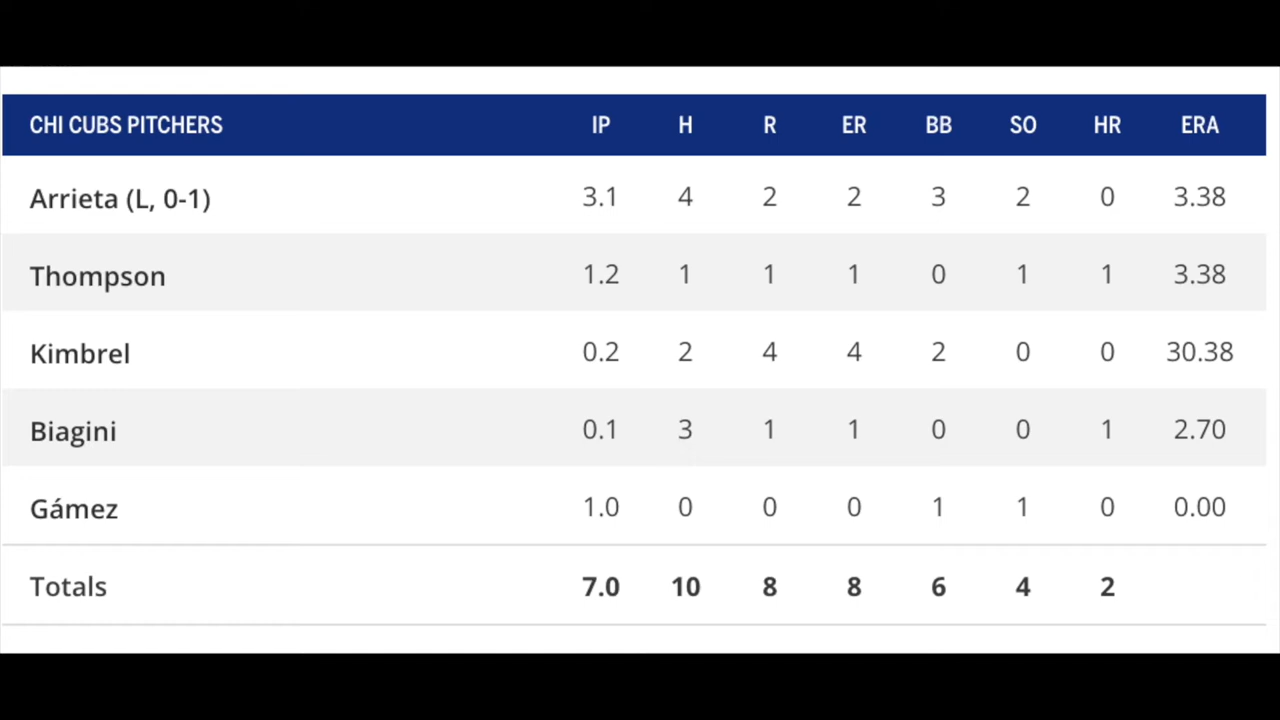 CHI CUBS PITCHERS IP H R ER BB SO HR ERA
Arrieta (L, 0-1) 3.1 4 2 2 3 2 0 3.38
Thompson 1.2 1 1 1 0 1 1 3.38
Kimbrel 0.2 2 4 4 2 0 0 30.38
Biagini 0.1 3 1 1 0 0 1 2.70
Gámez 1.0 0 0 0 1 1 0 0.00
Totals 7.0 10 8 8 6 4 2